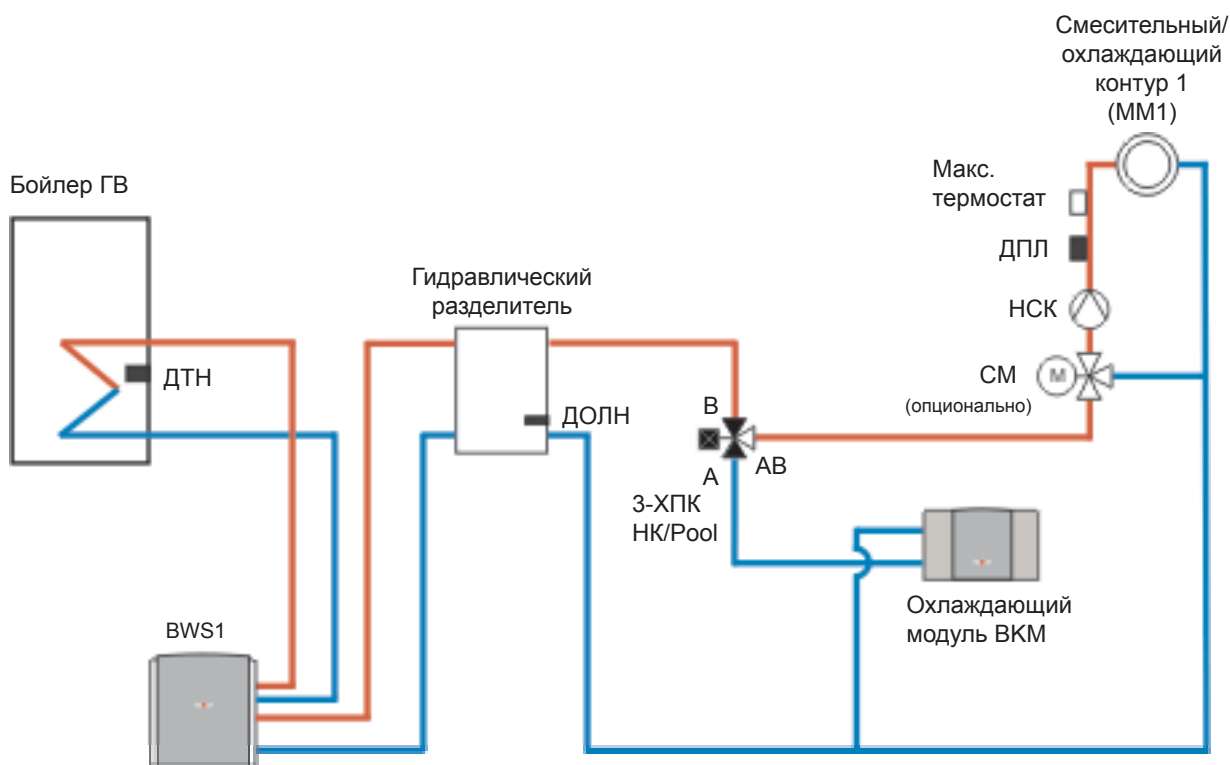 Смесительный/
охлаждающий
контур 1
(ММ1)
Макс.
термостат
Бойлер ГВ
ДПЛ
Гидравлический
разделитель
НСК
ДТН
СМ
М
(опционально)
B
ДОЛН
A
AB
3-ХПК
НК/Pool
Охлаждающий
модуль BKM
BWS1